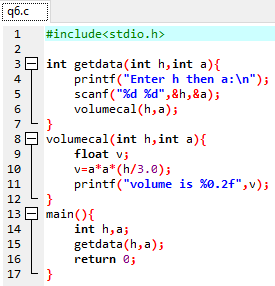 q6.c
1 #include<stdio.h>
2
3 int getdata(int h,int a){
4 printf("Enter h then a:\n");
5 scanf("%d %d",&h,&a);
6 volumecal(h,a);
7 }
8 volumecal(int h,int a){
9 float v;
10 v=a*a*(h/3.0);
11 printf("volume is %0.2f",v);
12 }
13 main(){
14 int h,a;
15 getdata(h,a);
16 return 0;
17 }